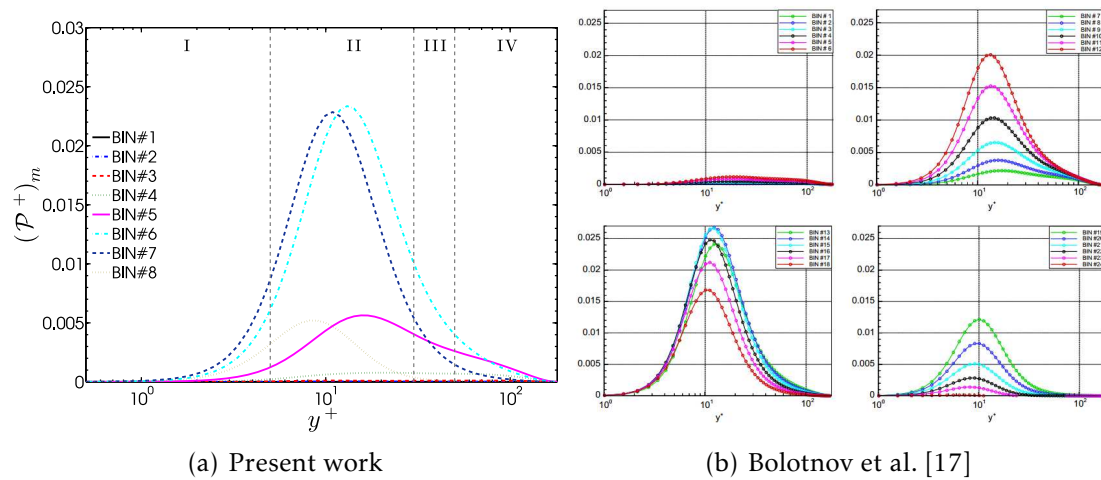 0.03
0.025
0.02
0.015
0.01
0.005
0
(𝒫⁺)ₘ
I
II
III
IV
BIN#1
BIN#2
BIN#3
BIN#4
BIN#5
BIN#6
BIN#7
BIN#8
10⁰
10¹
10²
y⁺
(a) Present work
0.025
0.02
0.015
0.01
0.005
0
BIN # 1
BIN # 2
BIN # 3
BIN # 4
BIN # 5
BIN # 6
10⁰
10¹
10²
0.025
0.02
0.015
0.01
0.005
0
BIN # 7
BIN # 8
BIN # 9
BIN #10
BIN #11
BIN #12
10⁰
10¹
10²
0.025
0.02
0.015
0.01
0.005
0
BIN #13
BIN #14
BIN #15
BIN #16
BIN #17
BIN #18
10⁰
10¹
10²
0.025
0.02
0.015
0.01
0.005
0
10⁰
10¹
10²
(b) Bolotnov et al. [17]